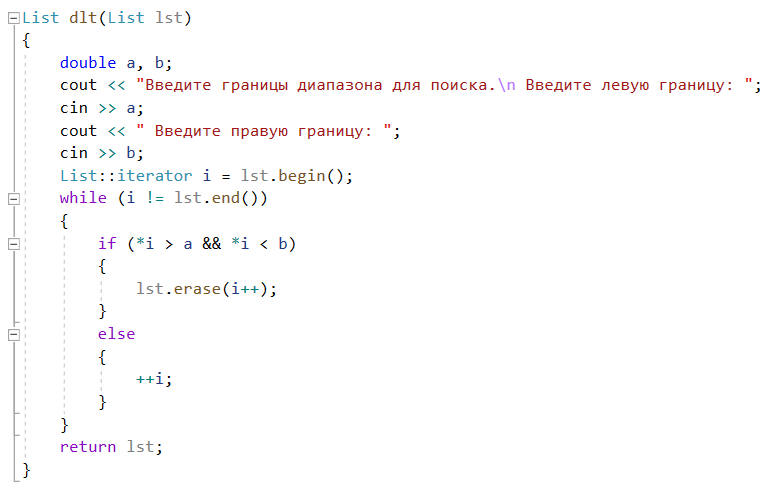 List dlt(List lst)
{
    double a, b;
    cout << "Введите границы диапазона для поиска.\n Введите левую границу: ";
    cin >> a;
    cout << " Введите правую границу: ";
    cin >> b;
    List::iterator i = lst.begin();
    while (i != lst.end())
    {
        if (*i > a && *i < b)
        {
            lst.erase(i++);
        }
        else
        {
            ++i;
        }
    }
    return lst;
}